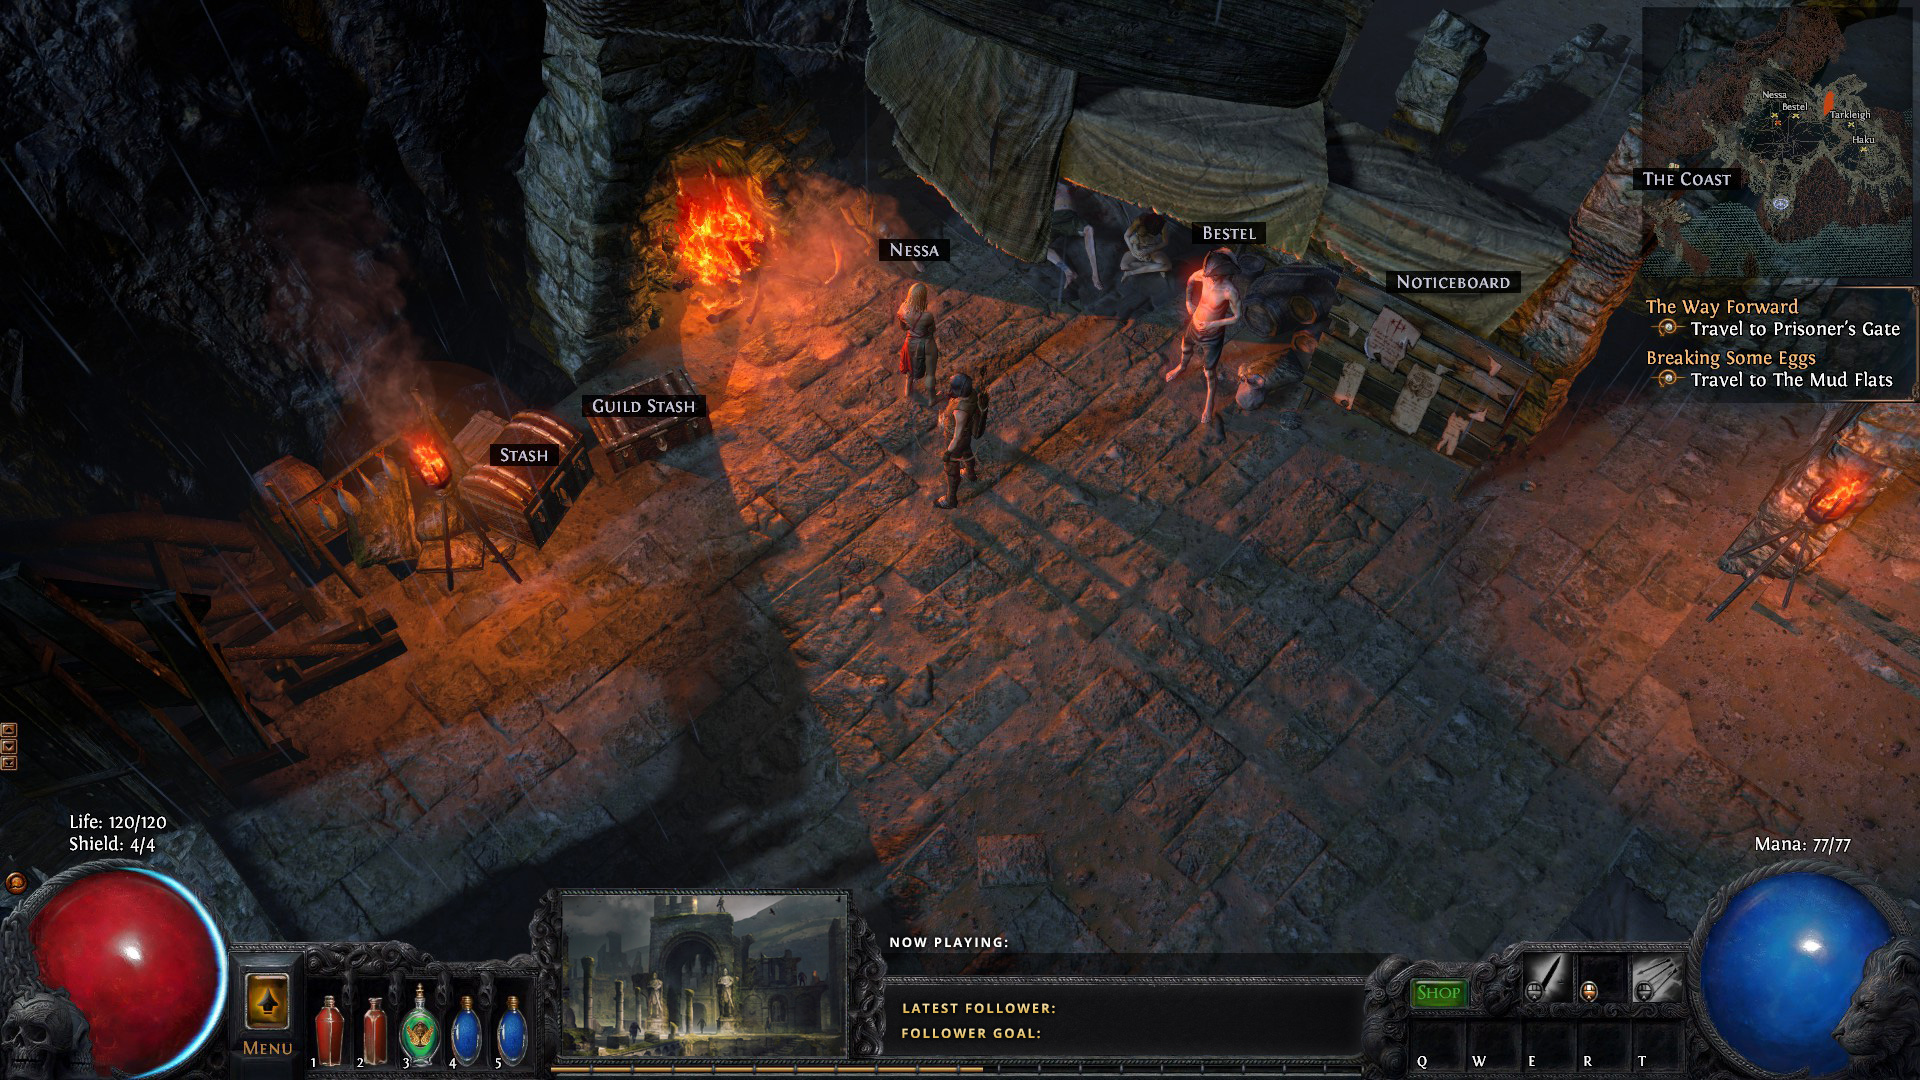 Nessa
Bestel
Tarkleigh
Haku
The Coast
Nessa
Bestel
Noticeboard
The Way Forward
Travel to Prisoner's Gate
Breaking Some Eggs
Travel to The Mud Flats
Guild Stash
Stash
Life: 120/120
Shield: 4/4
Mana: 77/77
NOW PLAYING:
LATEST FOLLOWER:
FOLLOWER GOAL:
Shop
Menu
1 2 3 4 5
Q W E R T